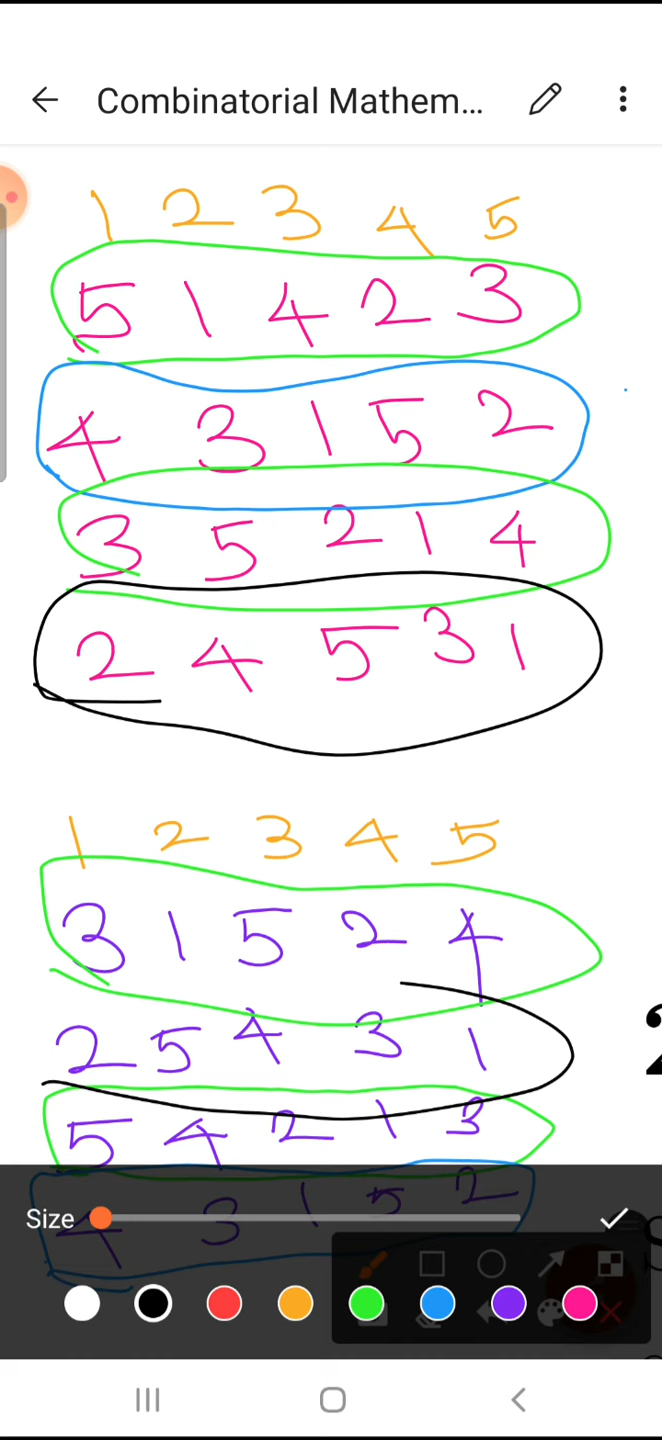 Combinatorial Mathem...
1 2 3 4 5
5 1 4 2 3
4 3 1 5 2
3 5 2 1 4
2 4 5 3 1
1 2 3 4 5
3 1 5 2 4
2 5 4 3 1
5 4 2 1 3
4 3 1 5 2
Size